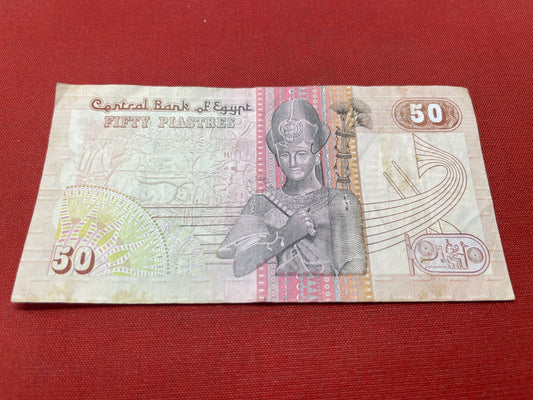 Central Bank of Egypt
50
FIFTY PIASTRES
50